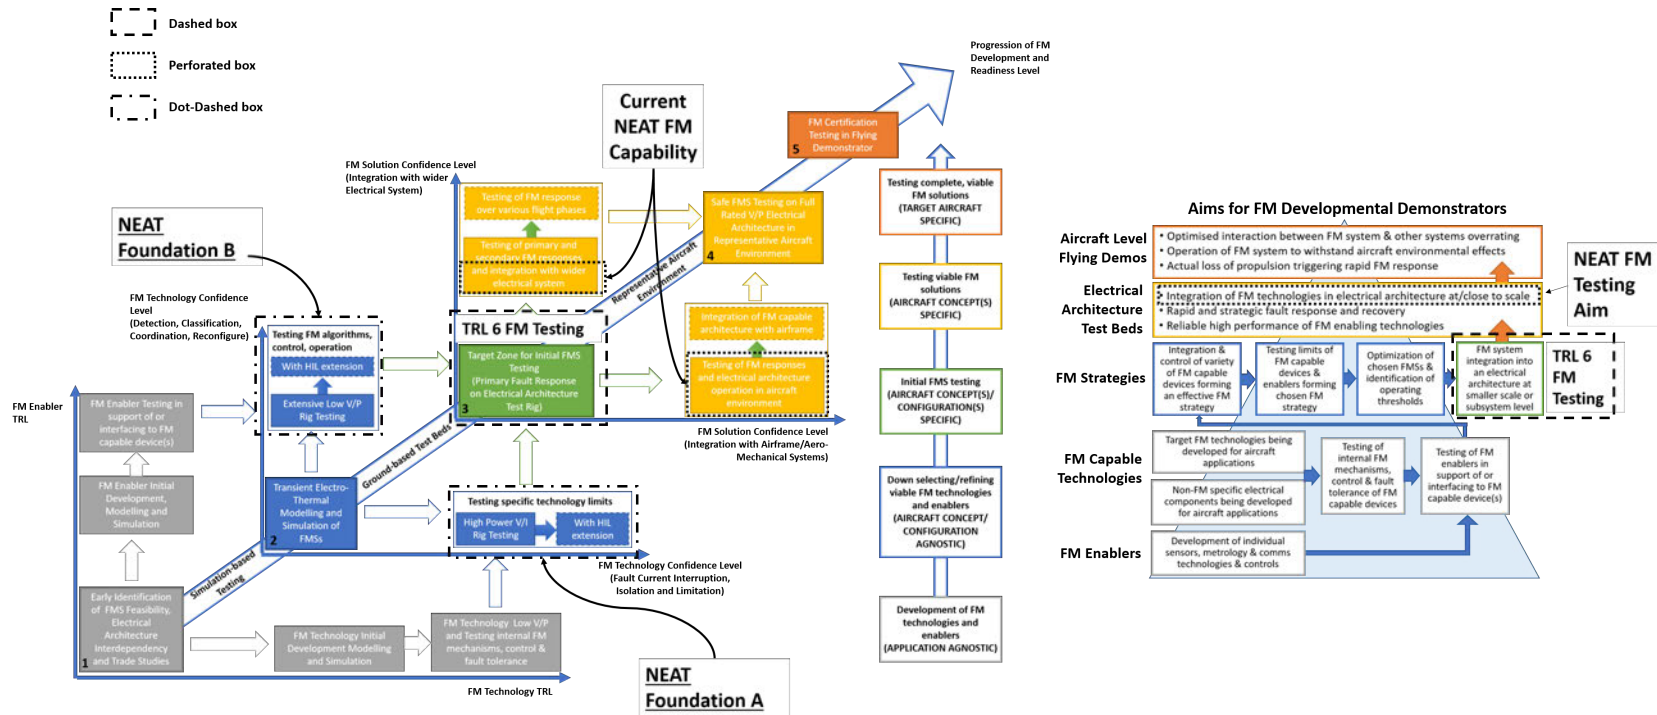 Dashed box
Perforated box
Dot-Dashed box
Progression of FM
Development and
Readiness Level
Current
NEAT FM
Capability
FM Certification
Testing in Flying
Demonstrator
5
FM Solution Confidence Level
(Integration with wider
Electrical System)
Testing of FM response
over various flight phases
Testing of primary and
secondary FM responses
and integration with wider
electrical system
Safe FMS Testing on Full
Rated V/P Electrical
Architecture in
Representative Aircraft
Environment
4
NEAT
Foundation B
Representative Aircraft
Environment
FM Technology Confidence
Level
(Detection, Classification,
Coordination, Reconfigure)
Testing FM algorithms,
control, operation
With HIL extension
Extensive Low V/P
Rig Testing
TRL 6 FM Testing
Target Zone for Initial FMS
Testing
(Primary Fault Response
on Electrical Architecture
Test Rig)
3
Integration of FM capable
architecture with airframe
Testing of FM responses
and electrical architecture
operation in aircraft
environment
FM Solution Confidence Level
(Integration with Airframe/Aero-
Mechanical Systems)
FM Enabler
TRL
FM Enabler Testing in
support of or
interfacing to FM
capable device(s)
FM Enabler Initial
Development,
Modelling and
Simulation
Ground-based Test Beds
Transient Electro-
Thermal
Modelling and
Simulation of
FMSs
2
Testing specific technology limits
High Power V/I
Rig Testing
With HIL
extension
FM Technology Confidence Level
(Fault Current Interruption,
Isolation and Limitation)
Simulation-based
Testing
Early Identification
of FMS Feasibility,
Electrical
Architecture
Interdependency
and Trade Studies
1
FM Technology Initial
Development Modelling
and Simulation
FM Technology Low V/P
and Testing internal FM
mechanisms, control &
fault tolerance
FM Technology TRL
NEAT
Foundation A
Testing complete, viable
FM solutions
(TARGET AIRCRAFT
SPECIFIC)
Testing viable FM
solutions
(AIRCRAFT CONCEPT(S)
SPECIFIC)
Initial FMS testing
(AIRCRAFT CONCEPT(S)/
CONFIGURATION(S)
SPECIFIC)
Down selecting/refining
viable FM technologies
and enablers
(AIRCRAFT CONCEPT/
CONFIGURATION
AGNOSTIC)
Development of FM
technologies and
enablers
(APPLICATION AGNOSTIC)
Aims for FM Developmental Demonstrators
Aircraft Level
Flying Demos
• Optimised interaction between FM system & other systems overrating
• Operation of FM system to withstand aircraft environmental effects
• Actual loss of propulsion triggering rapid FM response
NEAT FM
Testing
Aim
Electrical
Architecture
Test Beds
• Integration of FM technologies in electrical architecture at/close to scale
• Rapid and strategic fault response and recovery
• Reliable high performance of FM enabling technologies
FM Strategies
Integration &
control of variety
of FM capable
devices forming
an effective FM
strategy
Testing limits of
FM capable
devices &
enablers forming
chosen FM
strategy
Optimization of
chosen FMSs &
identification of
operating
thresholds
FM system
integration into
an electrical
architecture at
smaller scale or
subsystem level
TRL 6
FM
Testing
FM Capable
Technologies
Target FM technologies being
developed for aircraft
applications
Non-FM specific electrical
components being developed
for aircraft applications
Testing of
internal FM
mechanisms,
control & fault
tolerance of FM
capable devices
Testing of FM
enablers in
support of or
interfacing to FM
capable device(s)
FM Enablers
Development of individual
sensors, metrology & comms
technologies & controls